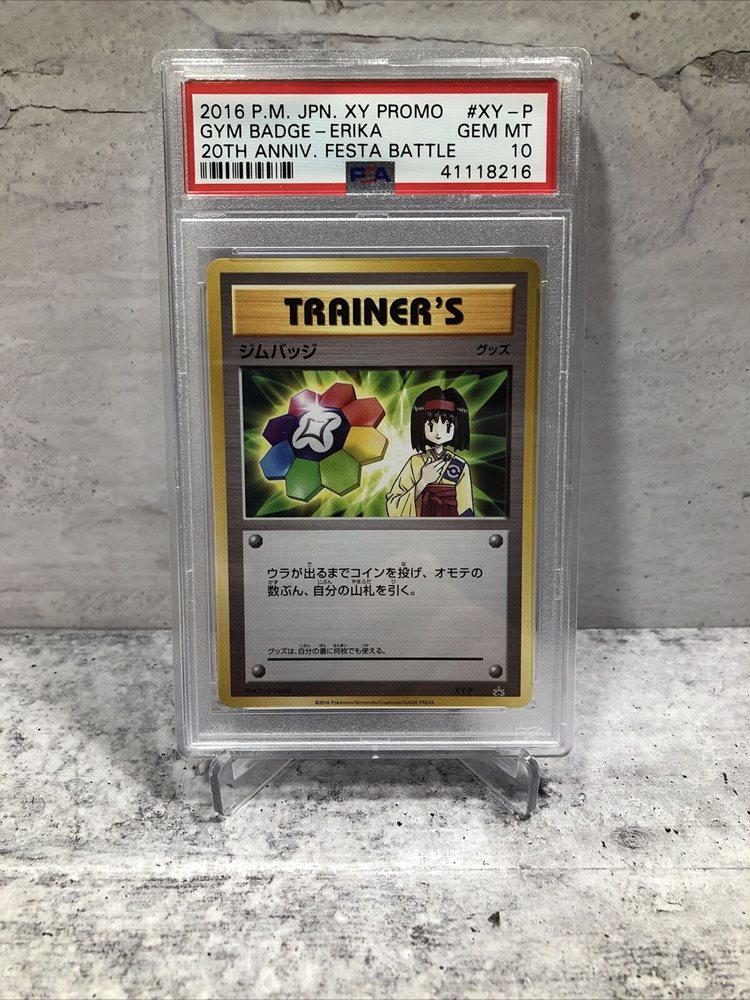 2016 P.M. JPN. XY PROMO #XY-P
GYM BADGE-ERIKA GEM MT
20TH ANNIV. FESTA BATTLE 10
PSA 41118216
TRAINER'S
ジムバッジ グッズ
ウラが出るまでコインを投げ、オモテの
数ぶん、自分の山札を引く。
グッズは、自分の番に何枚でも使える。
Illus.Kyo Ueda XY-P
©2016 Pokémon/Nintendo/Creatures/GAME FREAK.